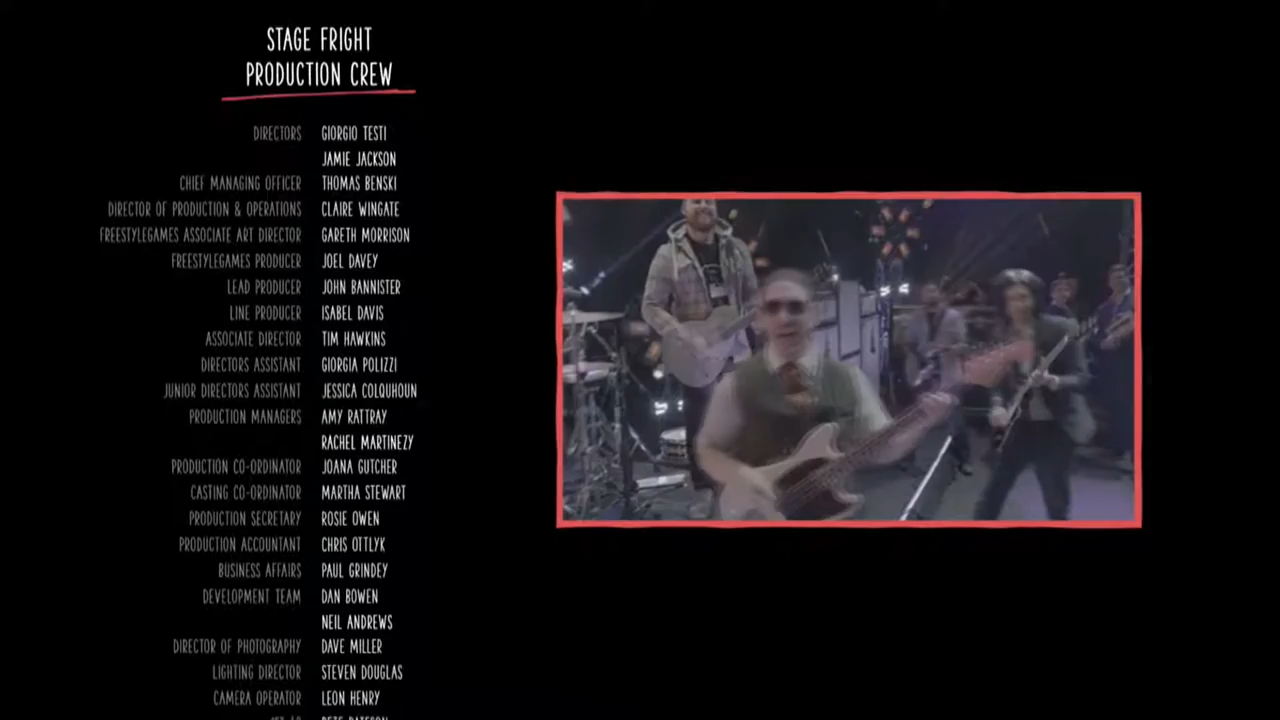 STAGE FRIGHT
PRODUCTION CREW
DIRECTORS GIORGIO TESTI
JAMIE JACKSON
CHIEF MANAGING OFFICER THOMAS BENSKI
DIRECTOR OF PRODUCTION & OPERATIONS CLAIRE WINGATE
FREESTYLEGAMES ASSOCIATE ART DIRECTOR GARETH MORRISON
FREESTYLEGAMES PRODUCER JOEL DAVEY
LEAD PRODUCER JOHN BANNISTER
LINE PRODUCER ISABEL DAVIS
ASSOCIATE DIRECTOR TIM HAWKINS
DIRECTORS ASSISTANT GIORGIA POLIZZI
JUNIOR DIRECTORS ASSISTANT JESSICA COLQUHOUN
PRODUCTION MANAGERS AMY RATTRAY
RACHEL MARTINEZY
PRODUCTION CO-ORDINATOR JOANA GUTCHER
CASTING CO-ORDINATOR MARTHA STEWART
PRODUCTION SECRETARY ROSIE OWEN
PRODUCTION ACCOUNTANT CHRIS OTTLYK
BUSINESS AFFAIRS PAUL GRINDEY
DEVELOPMENT TEAM DAN BOWEN
NEIL ANDREWS
DIRECTOR OF PHOTOGRAPHY DAVE MILLER
LIGHTING DIRECTOR STEVEN DOUGLAS
CAMERA OPERATOR LEON HENRY